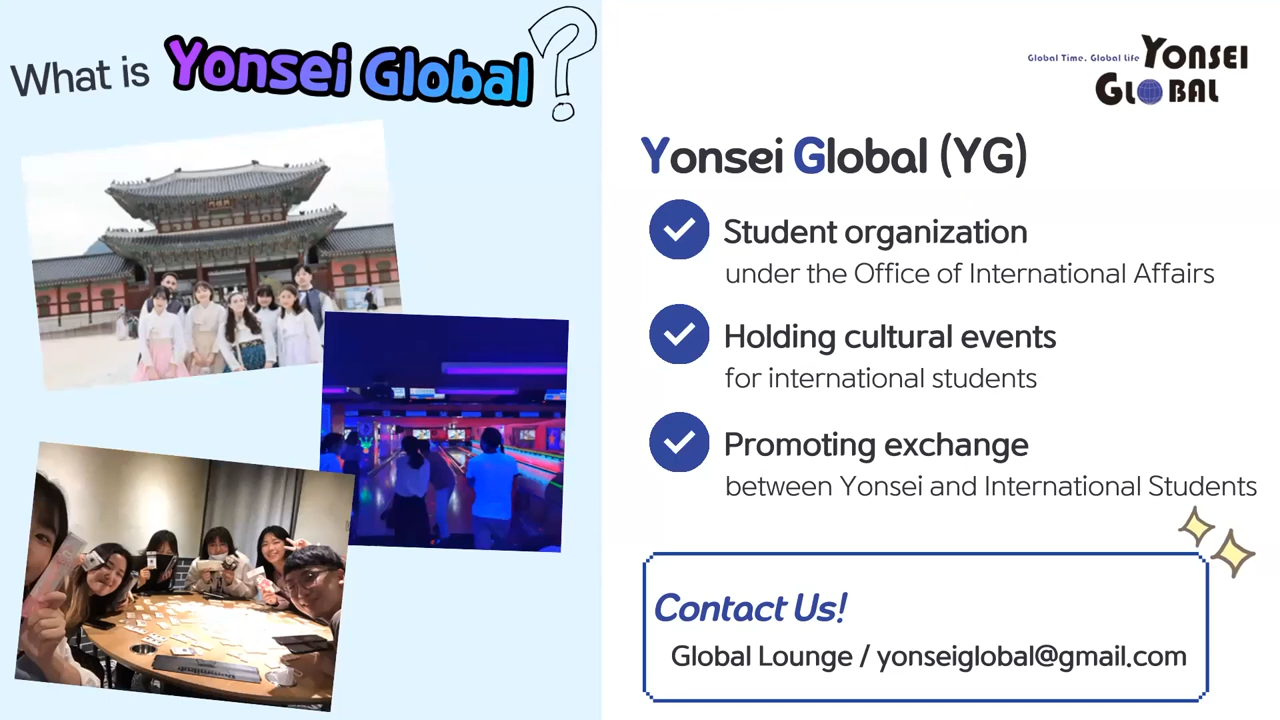 What is Yonsei Global?
Global Time. Global Life YONSEI
GLOBAL
Yonsei Global (YG)
Student organization
under the Office of International Affairs
Holding cultural events
for international students
Promoting exchange
between Yonsei and International Students
Contact Us!
Global Lounge / yonseiglobal@gmail.com